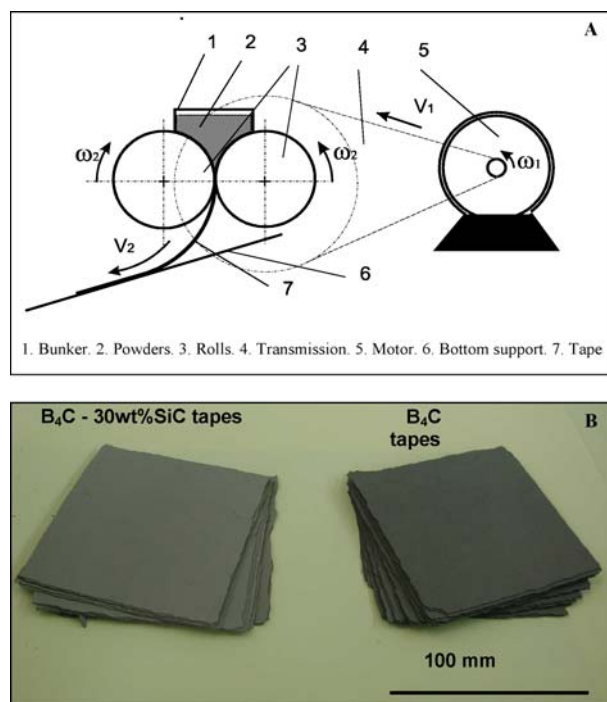 A
1 2 3 4 5
V1
ω2 ω2 ω1
V2
7 6
1. Bunker. 2. Powders. 3. Rolls. 4. Transmission. 5. Motor. 6. Bottom support. 7. Tape
B4C - 30wt%SiC tapes
B4C
tapes
B
100 mm